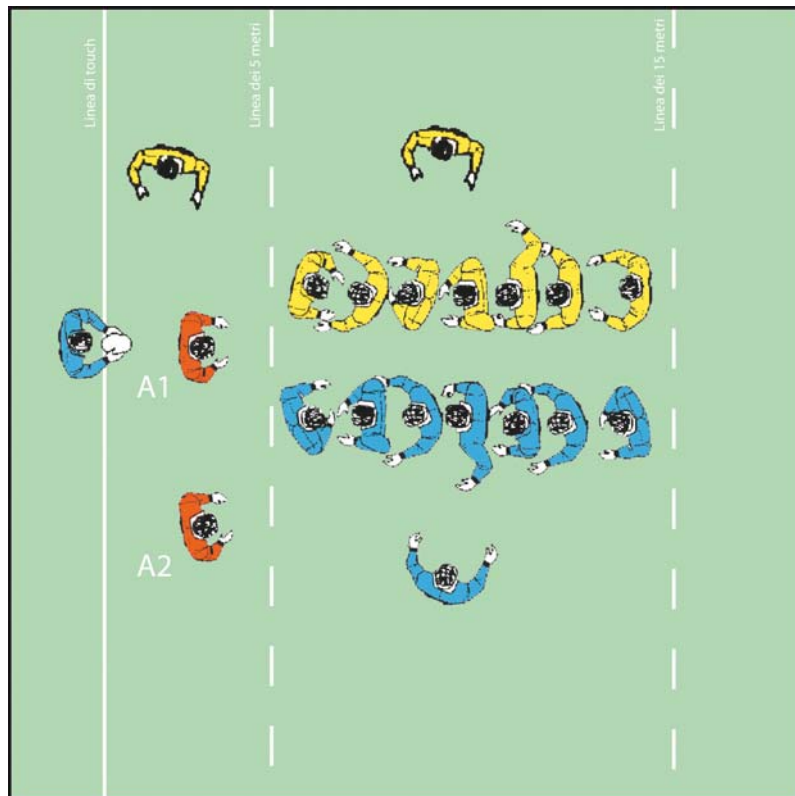 Linea di touch
Linea dei 5 metri
Linea dei 15 metri
A1
A2